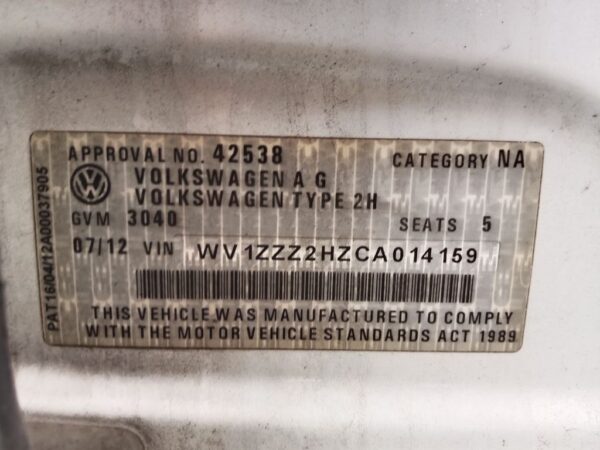 APPROVAL NO. 42538 CATEGORY NA
VOLKSWAGEN AG
VOLKSWAGEN TYPE 2H
GVM 3040 SEATS 5
07/12 VIN WV1ZZZ2HZCA014159
THIS VEHICLE WAS MANUFACTURED TO COMPLY
WITH THE MOTOR VEHICLE STANDARDS ACT 1989
PAT16/04/12A00037905